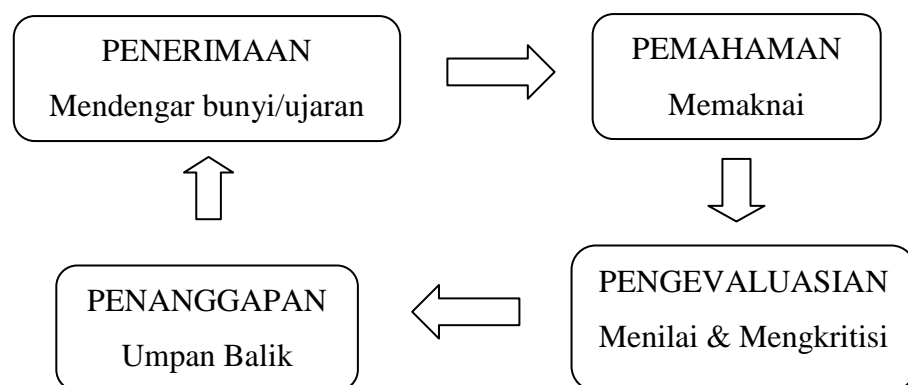 PENERIMAAN
Mendengar bunyi/ujaran
PEMAHAMAN
Memaknai
PENGEVALUASIAN
Menilai & Mengkritisi
PENANGGAPAN
Umpan Balik